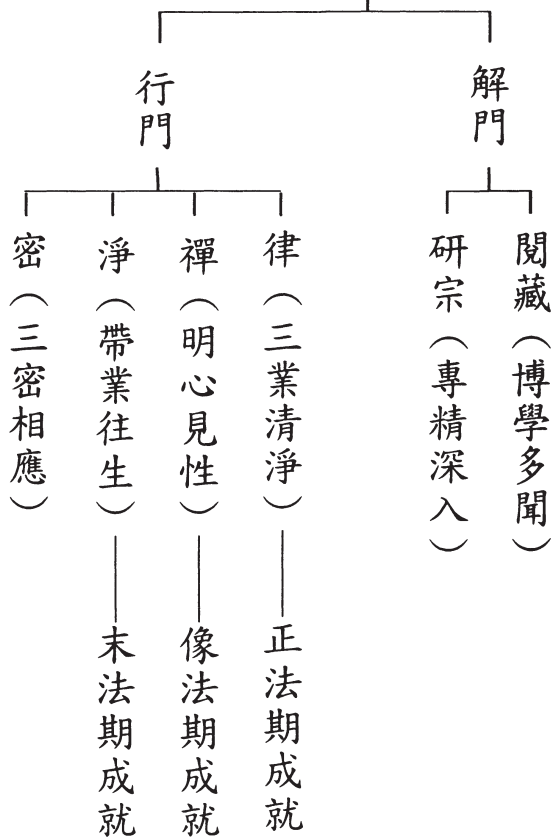 解門
閱藏（博學多聞）
研宗（專精深入）
行門
律（三業清淨）
正法期成就
禪（明心見性）
像法期成就
淨（帶業往生）
末法期成就
密（三密相應）